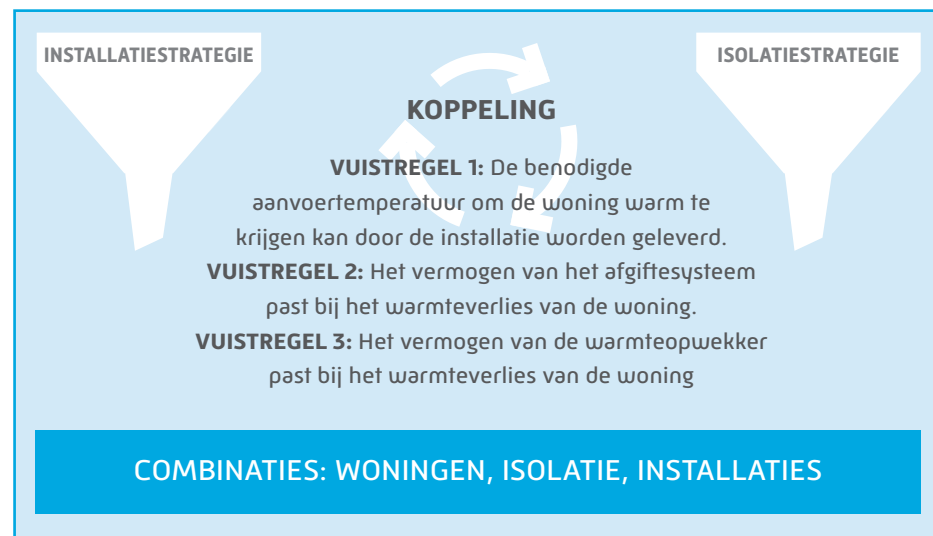 INSTALLATIESTRATEGIE
ISOLATIESTRATEGIE
KOPPELING
VUISTREGEL 1: De benodigde
aanvoertemperatuur om de woning warm te
krijgen kan door de installatie worden geleverd.
VUISTREGEL 2: Het vermogen van het afgiftesysteem
past bij het warmteverlies van de woning.
VUISTREGEL 3: Het vermogen van de warmteopwekker
past bij het warmteverlies van de woning
COMBINATIES: WONINGEN, ISOLATIE, INSTALLATIES